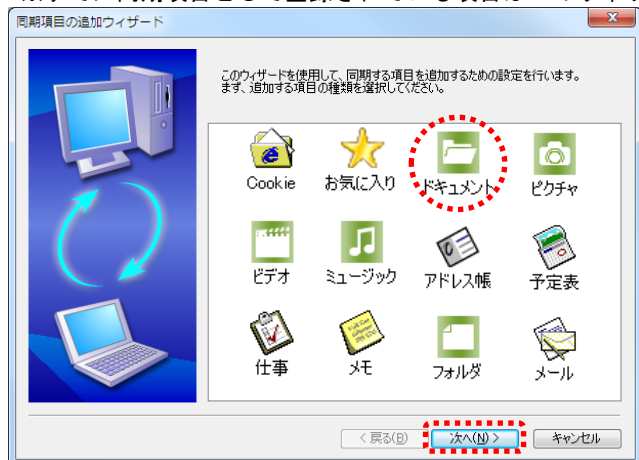 同期項目の追加ウィザード
このウィザードを使用して、同期する項目を追加するための設定を行います。
まず、追加する項目の種類を選択してください。
Cookie お気に入り ドキュメント ピクチャ
ビデオ ミュージック アドレス帳 予定表
仕事 メモ フォルダ メール
< 戻る(B) 次へ(N) > キャンセル